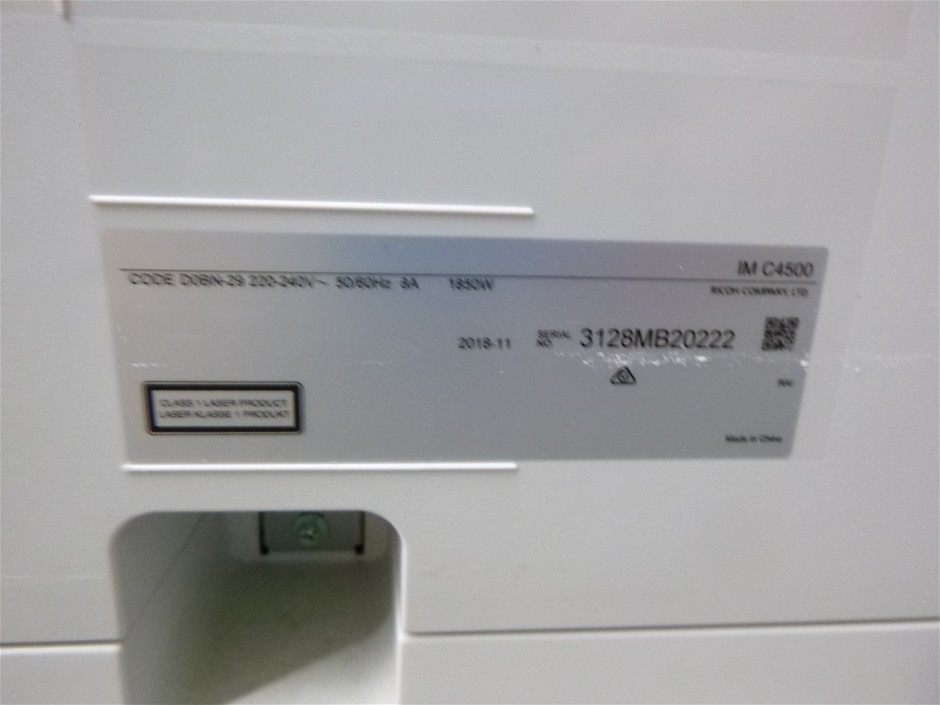 IM C4500
CODE D0BN-29 220-240V~ 50/60Hz 8A 1850W
RICOH COMPANY, LTD.
2018-11 SERIAL NO. 3128MB20222
CLASS 1 LASER PRODUCT
LASER-KLASSE 1 PRODUKT
Made in China